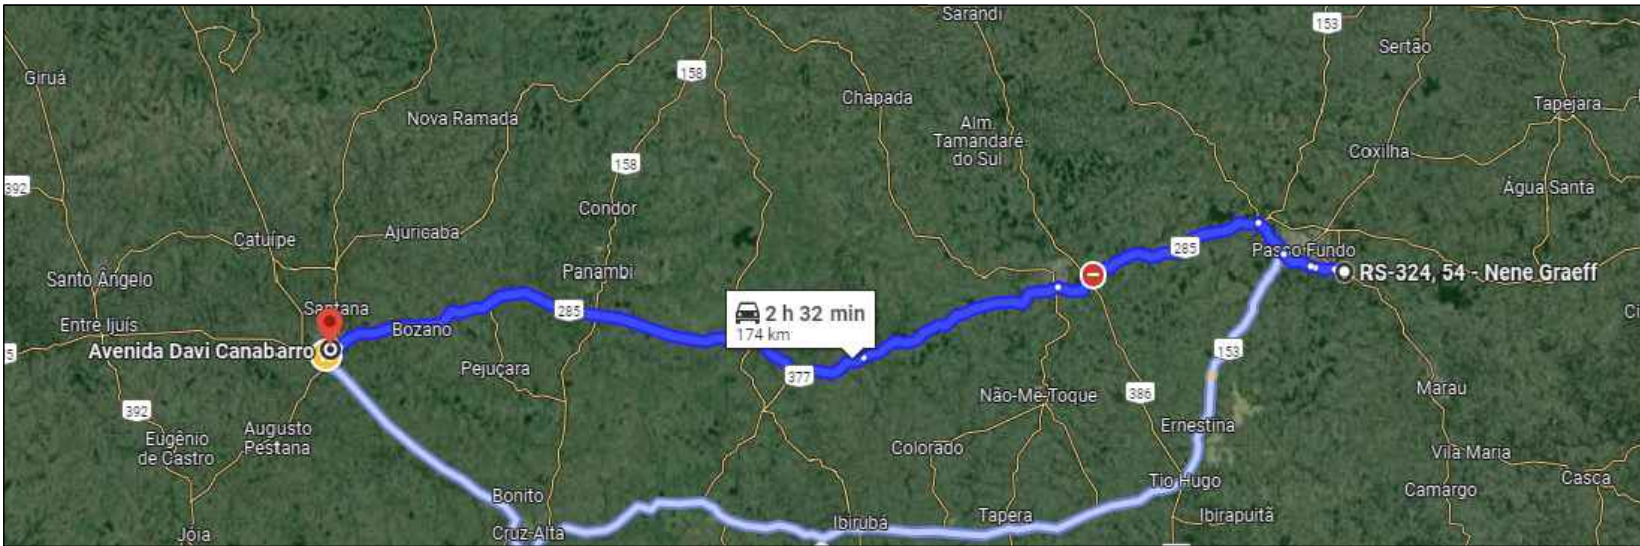 Sarandi
153
Sertão
Giruá
158
Chapada
Tapejara
Nova Ramada
Alm.
Tamandaré
do Sul
158
Coxilha
392
Água Santa
Condor
Ajuricaba
Catuípe
285
Passo Fundo
Panambi
RS-324, 54 - Nene Graeff
Santo Ângelo
Santana
285
2 h 32 min
174 km
Entre Ijuís
Bozano
Avenida Davi Canabarro
153
Pejuçara
377
Marau
Não-Me-Toque
386
392
Ernestina
Augusto
Pestana
Eugênio
de Castro
Colorado
Vila Maria
Tio Hugo
Casca
Camargo
Bonito
Ibirubá
Tapera
Ibirapuitã
Jóia
Cruz-Alta